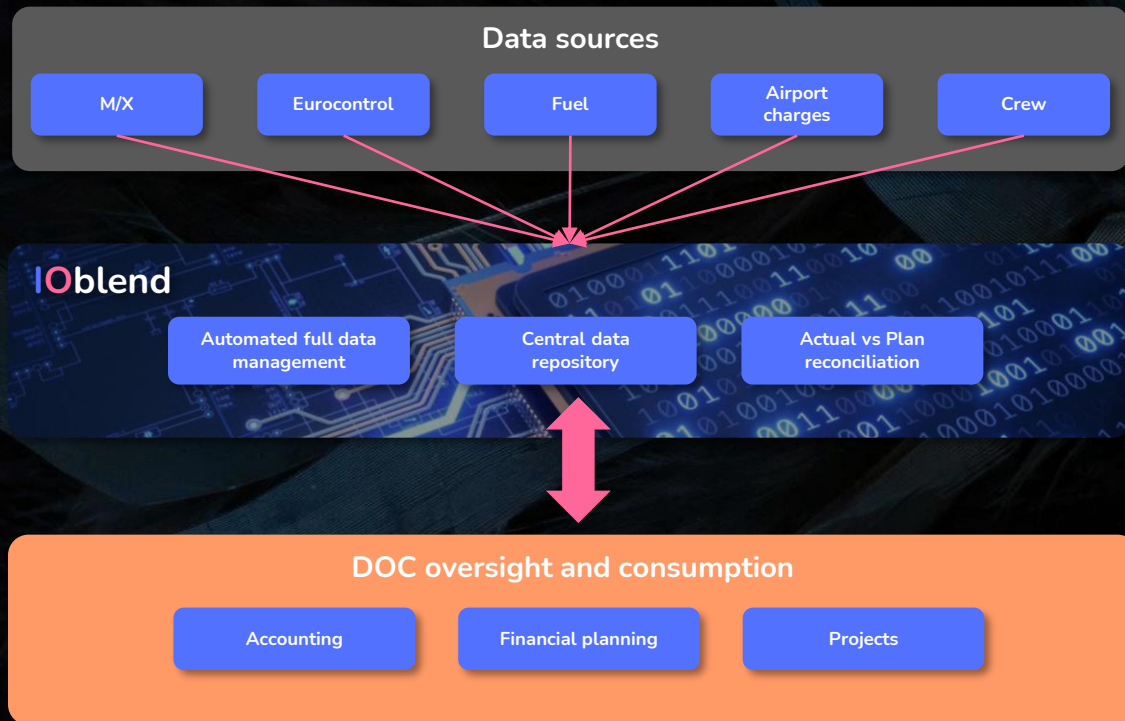 Data sources
M/X
Eurocontrol
Fuel
Airport
charges
Crew
IOblend
Automated full data
management
Central data
repository
Actual vs Plan
reconciliation
DOC oversight and consumption
Accounting
Financial planning
Projects